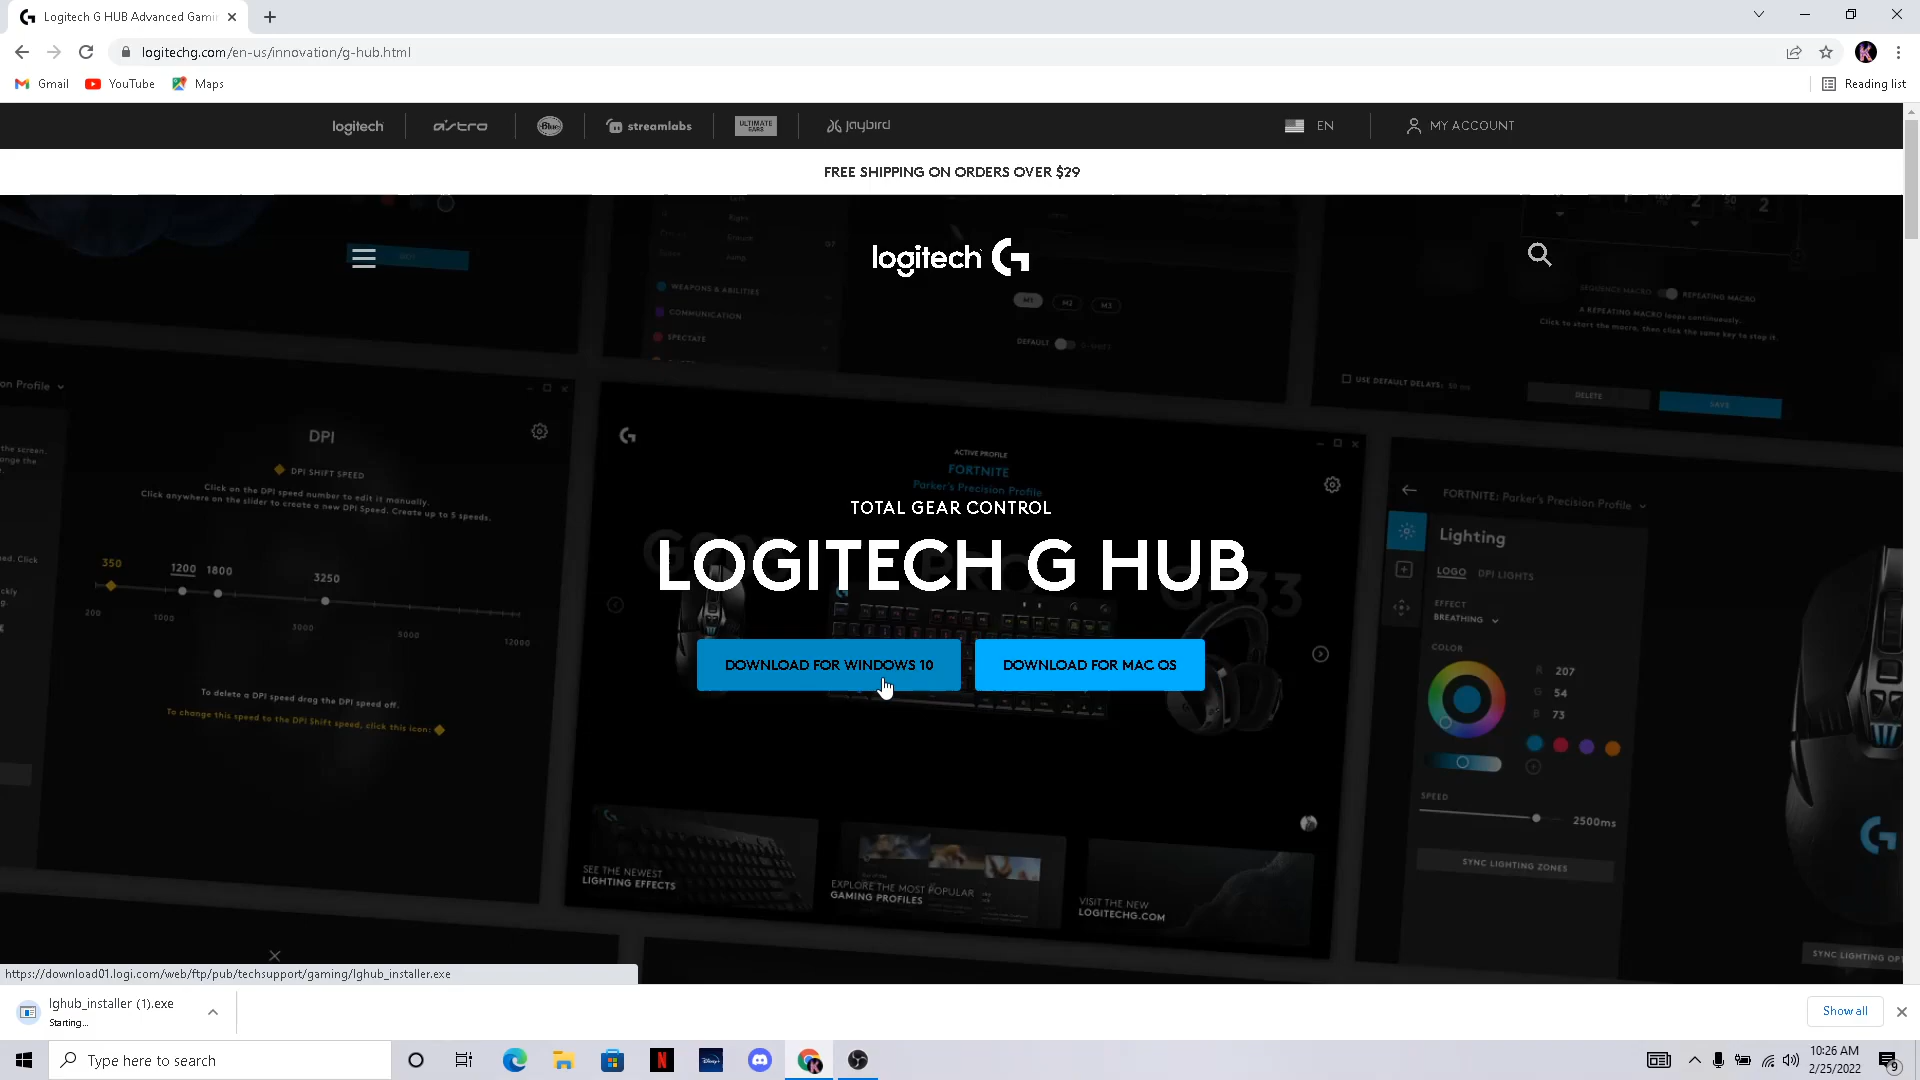 Logitech G HUB Advanced Gami
logitechg.com/en-us/innovation/g-hub.html
K
Gmail
YouTube
Maps
Reading list
logitech
ASTRO
Blue
streamlabs
ULTIMATE
EARS
Jaybird
EN
MY ACCOUNT
FREE SHIPPING ON ORDERS OVER $29
logitech G
WEAPONS & ABILITIES
COMMUNICATION
SPECTATE
M1
M2
M3
DEFAULT
SEQUENCE MACRO
REPEATING MACRO
A REPEATING MACRO loops continuously.
Click to start the macro, then click the same key to stop it.
USE DEFAULT DELAYS: 50 ms
DELETE
SAVE
on Profile
DPI
DPI SHIFT SPEED
Click on the DPI speed number to edit it manually.
Click anywhere on the slider to create a new DPI Speed. Create up to 5 speeds.
350
1200
1800
3250
200
1000
3000
5000
12000
To delete a DPI speed drag the DPI speed off.
To change this speed to the DPI Shift speed, click this icon:
ACTIVE PROFILE
FORTNITE
Parker's Precision Profile
TOTAL GEAR CONTROL
LOGITECH G HUB
DOWNLOAD FOR WINDOWS 10
DOWNLOAD FOR MAC OS
SEE THE NEWEST
LIGHTING EFFECTS
EXPLORE THE MOST POPULAR
GAMING PROFILES
VISIT THE NEW
LOGITECHG.COM
FORTNITE: Parker's Precision Profile
Lighting
LOGO
DPI LIGHTS
EFFECT
BREATHING
COLOR
R 207
G 54
B 73
SPEED
2500ms
SYNC LIGHTING ZONES
SYNC LIGHTING OP
https://download01.logi.com/web/ftp/pub/techsupport/gaming/lghub_installer.exe
lghub_installer (1).exe
Starting...
Show all
Type here to search
N
10:26 AM
2/25/2022
9